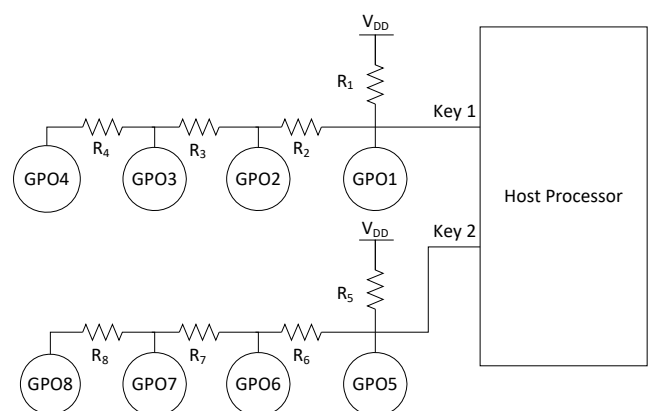 V_DD
R_1
Key 1
R_4
R_3
R_2
GPO4
GPO3
GPO2
GPO1
Host Processor
V_DD
Key 2
R_5
R_8
R_7
R_6
GPO8
GPO7
GPO6
GPO5